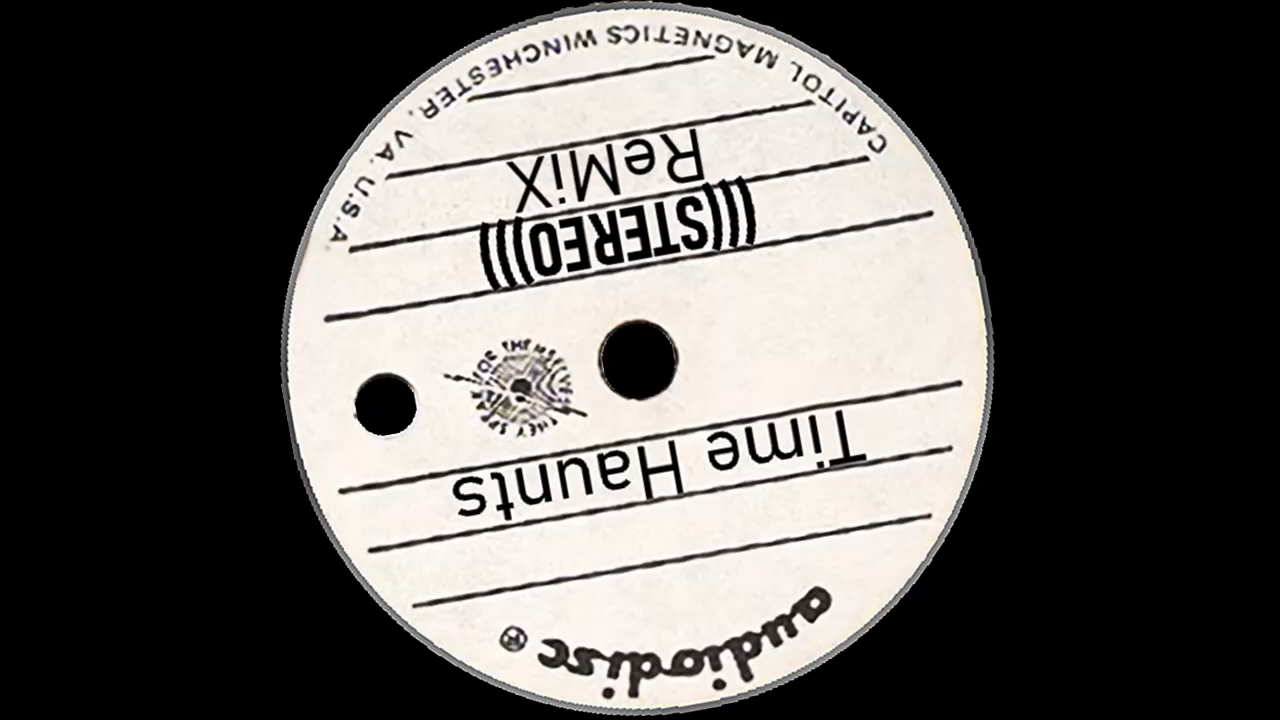 audiodisc ®
Time Haunts
THEY SPEAK FOR THEMSELVES
(((STEREO)))
ReMiX
CAPITOL MAGNETICS WINCHESTER, VA. U.S.A.